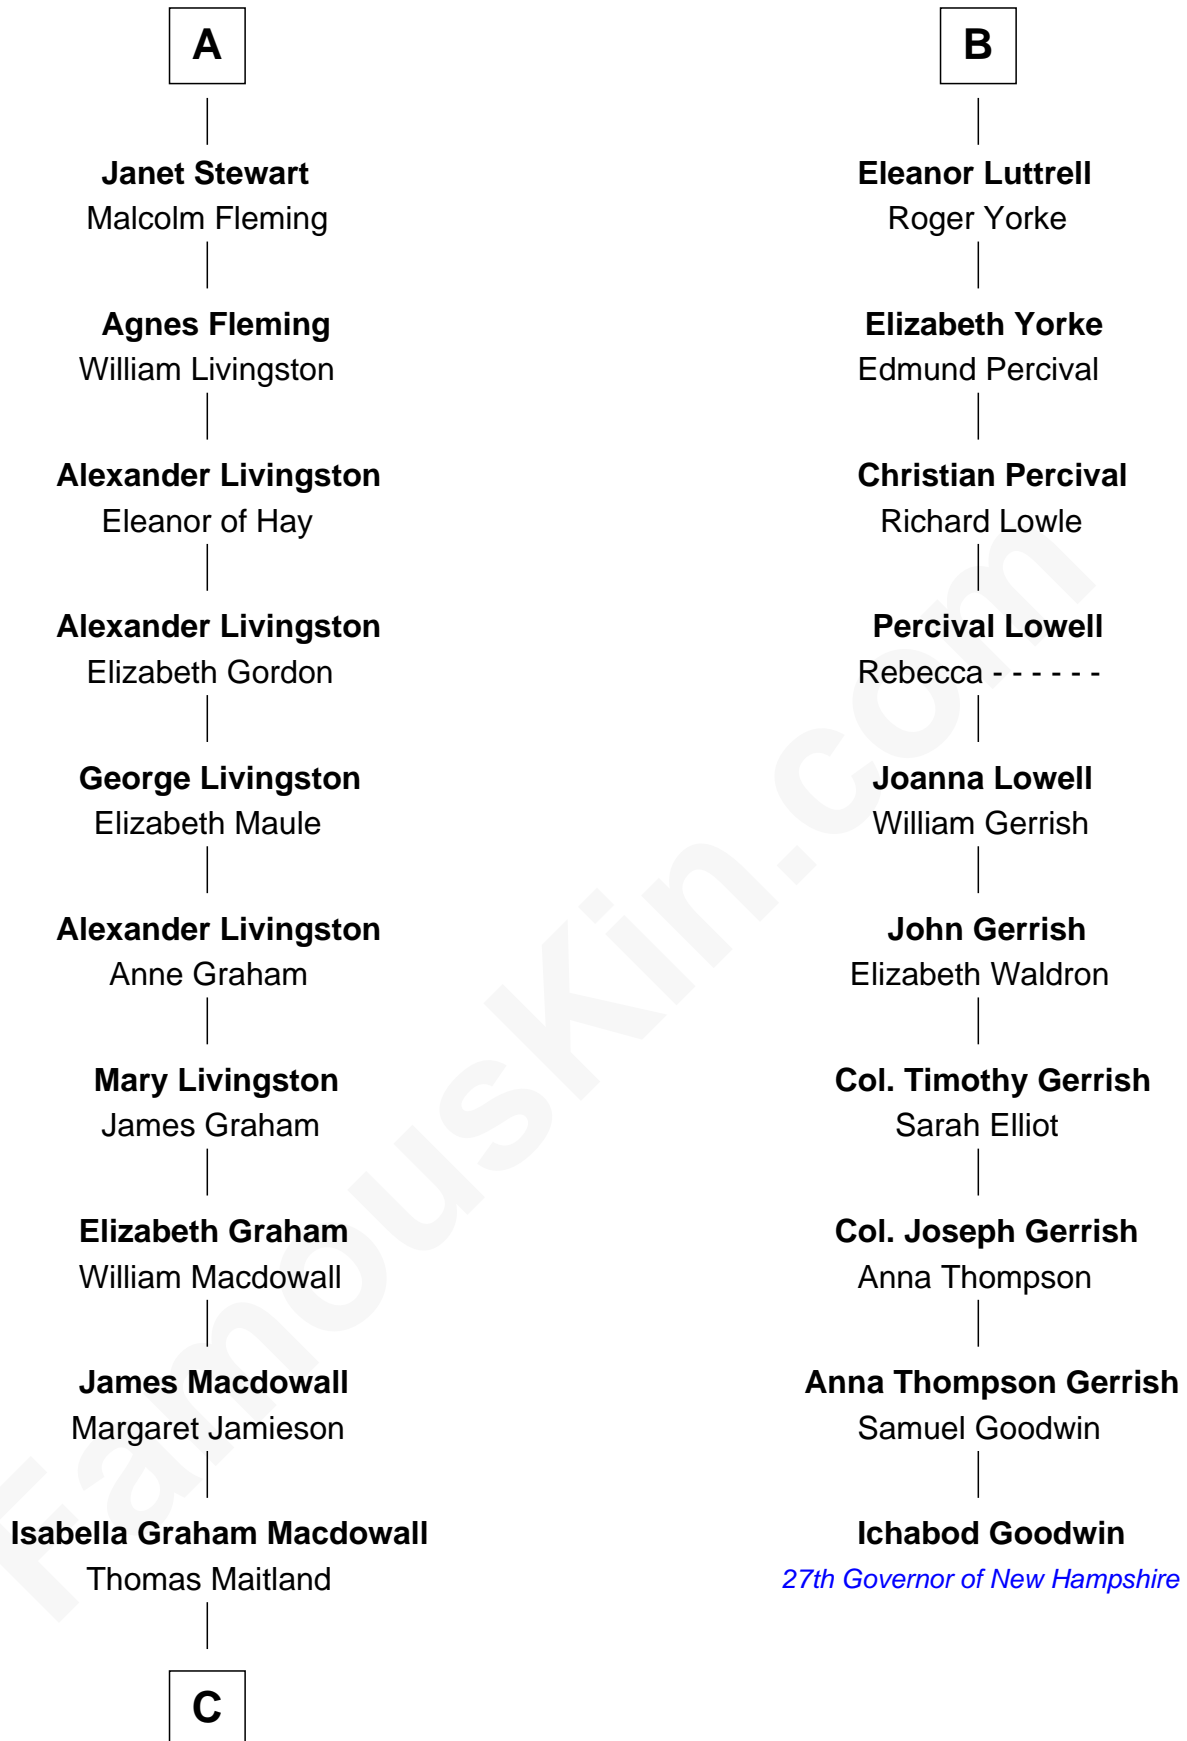 A
Janet Stewart
Malcolm Fleming
Agnes Fleming
William Livingston
Alexander Livingston
Eleanor of Hay
Alexander Livingston
Elizabeth Gordon
George Livingston
Elizabeth Maule
Alexander Livingston
Anne Graham
Mary Livingston
James Graham
Elizabeth Graham
William Macdowall
James Macdowall
Margaret Jamieson
Isabella Graham Macdowall
Thomas Maitland
C
B
Eleanor Luttrell
Roger Yorke
Elizabeth Yorke
Edmund Percival
Christian Percival
Richard Lowle
Percival Lowell
Rebecca - - - - - -
Joanna Lowell
William Gerrish
John Gerrish
Elizabeth Waldron
Col. Timothy Gerrish
Sarah Elliot
Col. Joseph Gerrish
Anna Thompson
Anna Thompson Gerrish
Samuel Goodwin
Ichabod Goodwin
27th Governor of New Hampshire
FamousKin.com